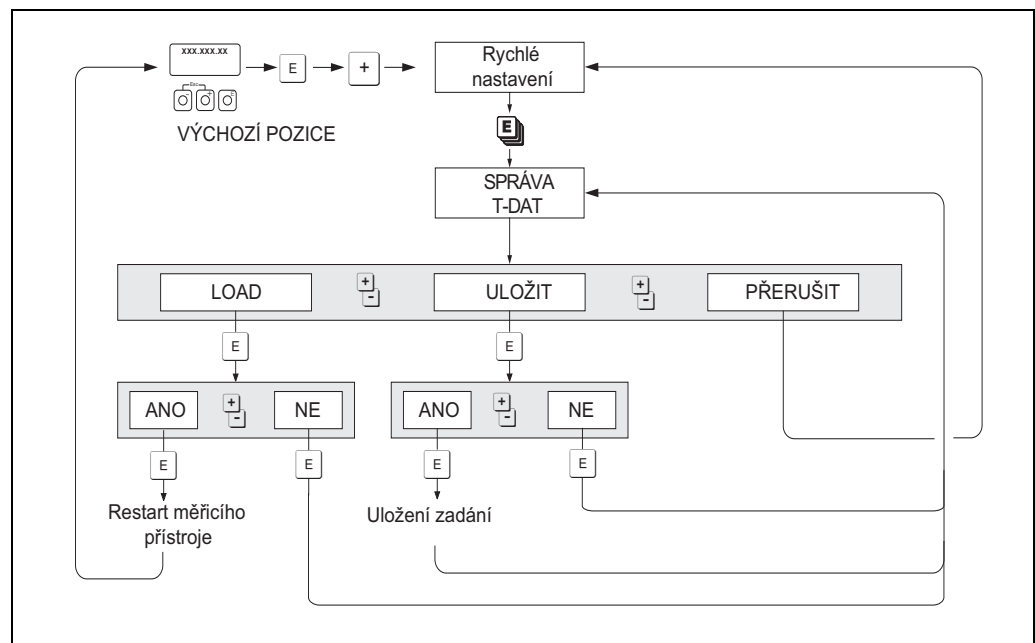 xxx.xxx.xx
E
+
Rychlé
nastavení
Esc
- + E
VÝCHOZÍ POZICE
E
SPRÁVA
T-DAT
LOAD
+
-
ULOŽIT
+
-
PŘERUŠIT
E
E
ANO
+
-
NE
ANO
+
-
NE
E
E
E
E
Restart měřicího
přístroje
Uložení zadání